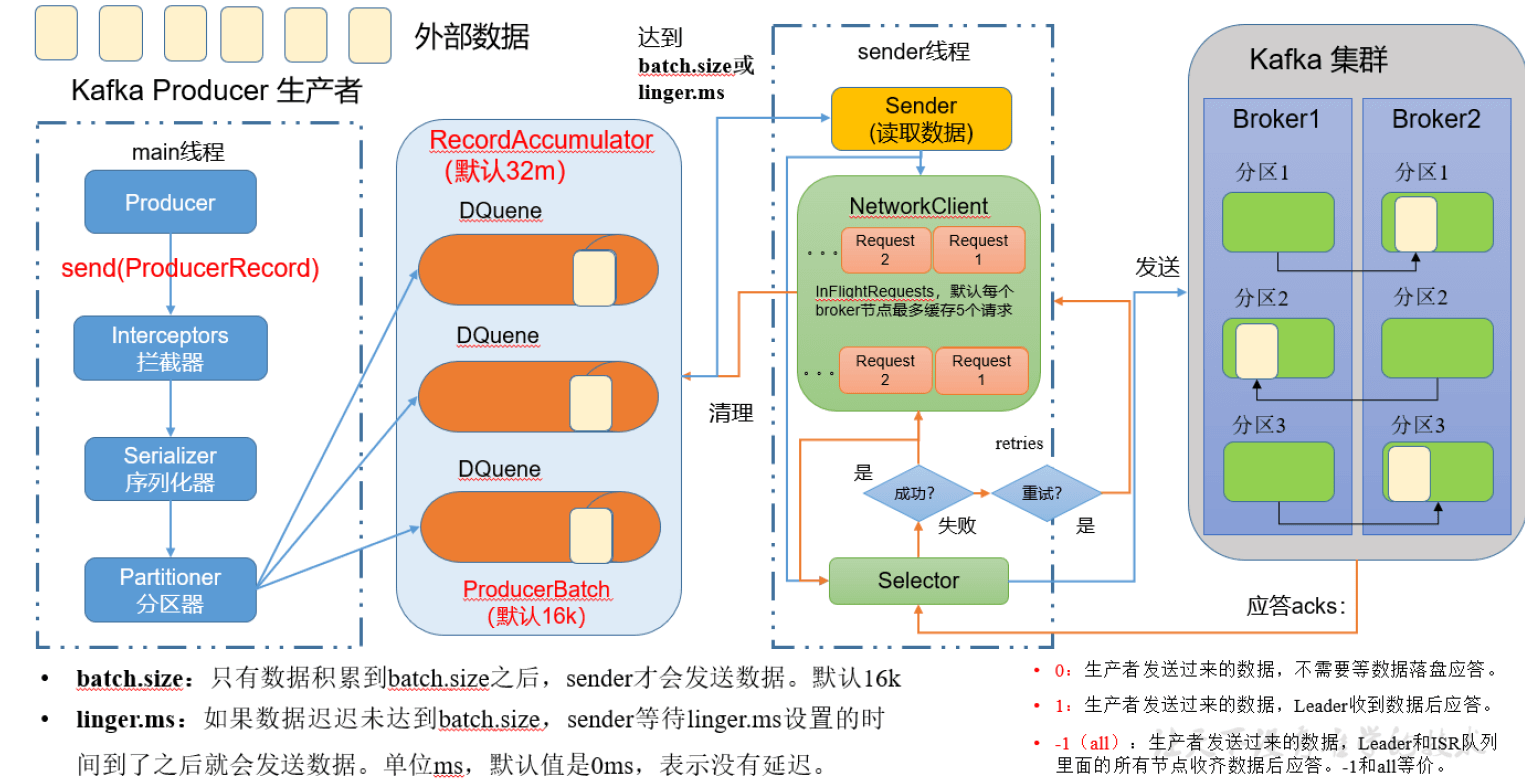 外部数据
Kafka Producer 生产者
main线程
Producer
send(ProducerRecord)
Interceptors
拦截器
Serializer
序列化器
Partitioner
分区器
RecordAccumulator
(默认32m)
DQuene
DQuene
DQuene
ProducerBatch
(默认16k)
达到
batch.size或
linger.ms
清理
sender线程
Sender
(读取数据)
NetworkClient
...
Request
2
Request
1
InFlightRequests，默认每个
broker节点最多缓存5个请求
...
Request
2
Request
1
retries
是
成功?
失败
重试?
是
Selector
发送
Kafka 集群
Broker1
Broker2
分区1
分区1
分区2
分区2
分区3
分区3
应答acks：
• batch.size：只有数据积累到batch.size之后，sender才会发送数据。默认16k
• linger.ms：如果数据迟迟未达到batch.size，sender等待linger.ms设置的时
间到了之后就会发送数据。单位ms，默认值是0ms，表示没有延迟。
• 0：生产者发送过来的数据，不需要等数据落盘应答。
• 1：生产者发送过来的数据，Leader收到数据后应答。
• -1（all）：生产者发送过来的数据，Leader和ISR队列
里面的所有节点收齐数据后应答。-1和all等价。